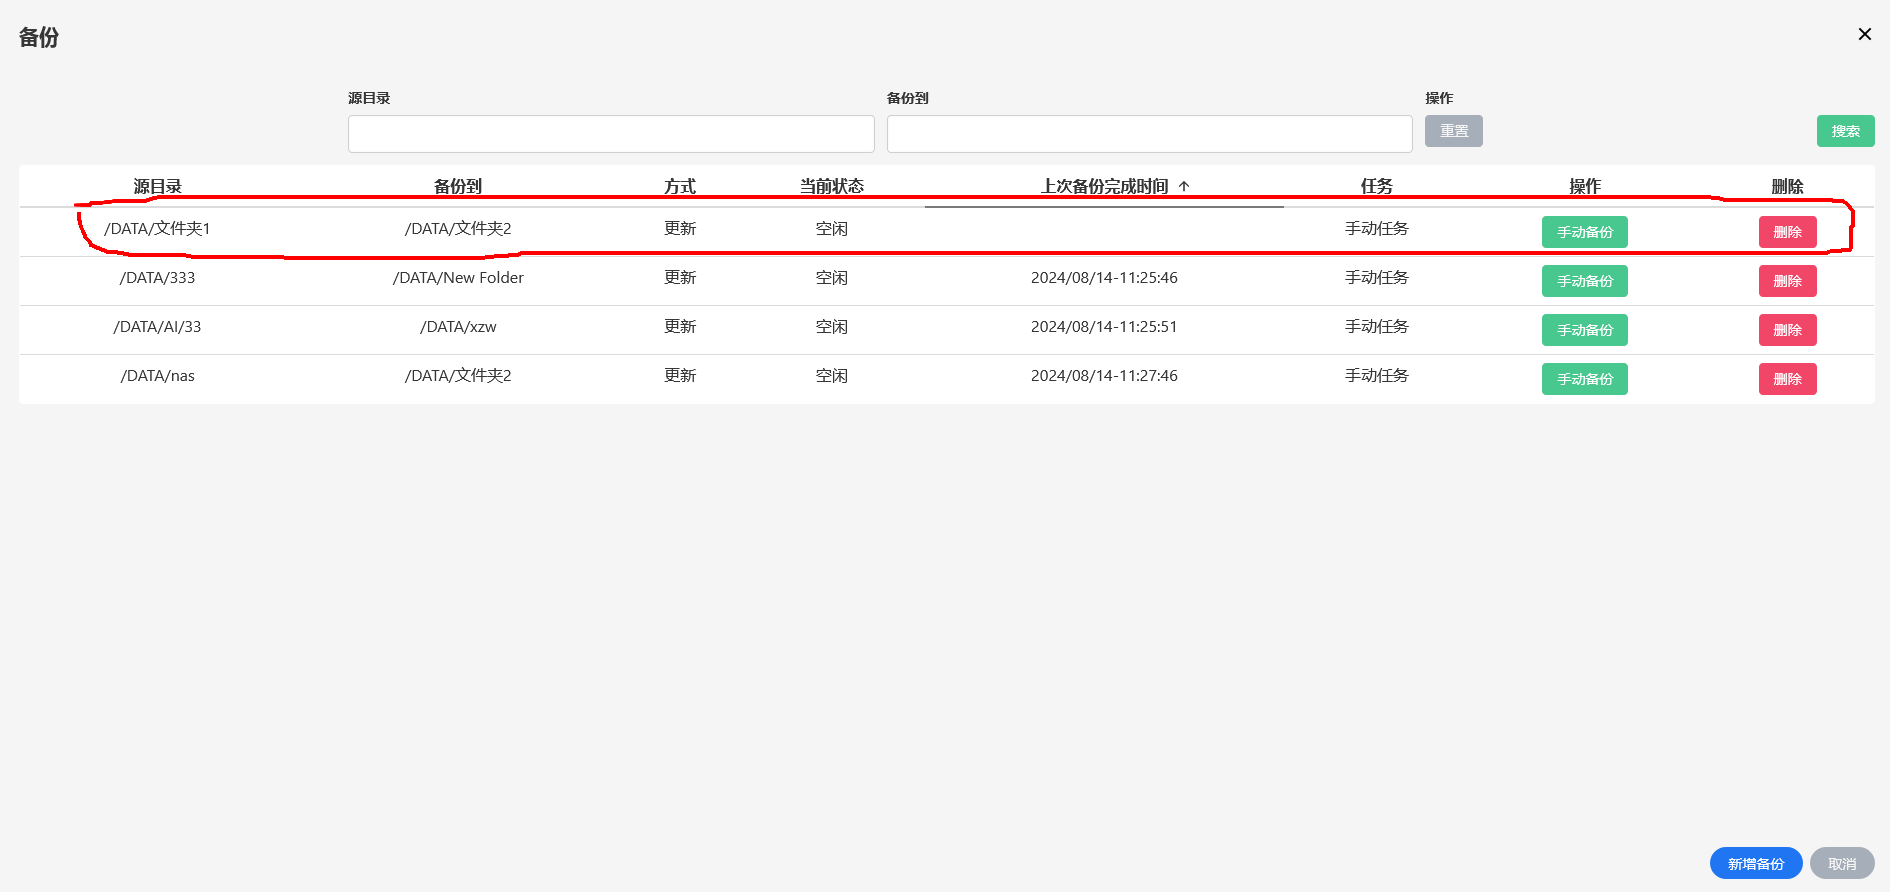 备份
源目录 备份到 操作
重置 搜索
源目录 备份到 方式 当前状态 上次备份完成时间 ↑ 任务 操作 删除
/DATA/文件夹1 /DATA/文件夹2 更新 空闲 手动任务 手动备份 删除
/DATA/333 /DATA/New Folder 更新 空闲 2024/08/14-11:25:46 手动任务 手动备份 删除
/DATA/AI/33 /DATA/xzw 更新 空闲 2024/08/14-11:25:51 手动任务 手动备份 删除
/DATA/nas /DATA/文件夹2 更新 空闲 2024/08/14-11:27:46 手动任务 手动备份 删除
新增备份 取消